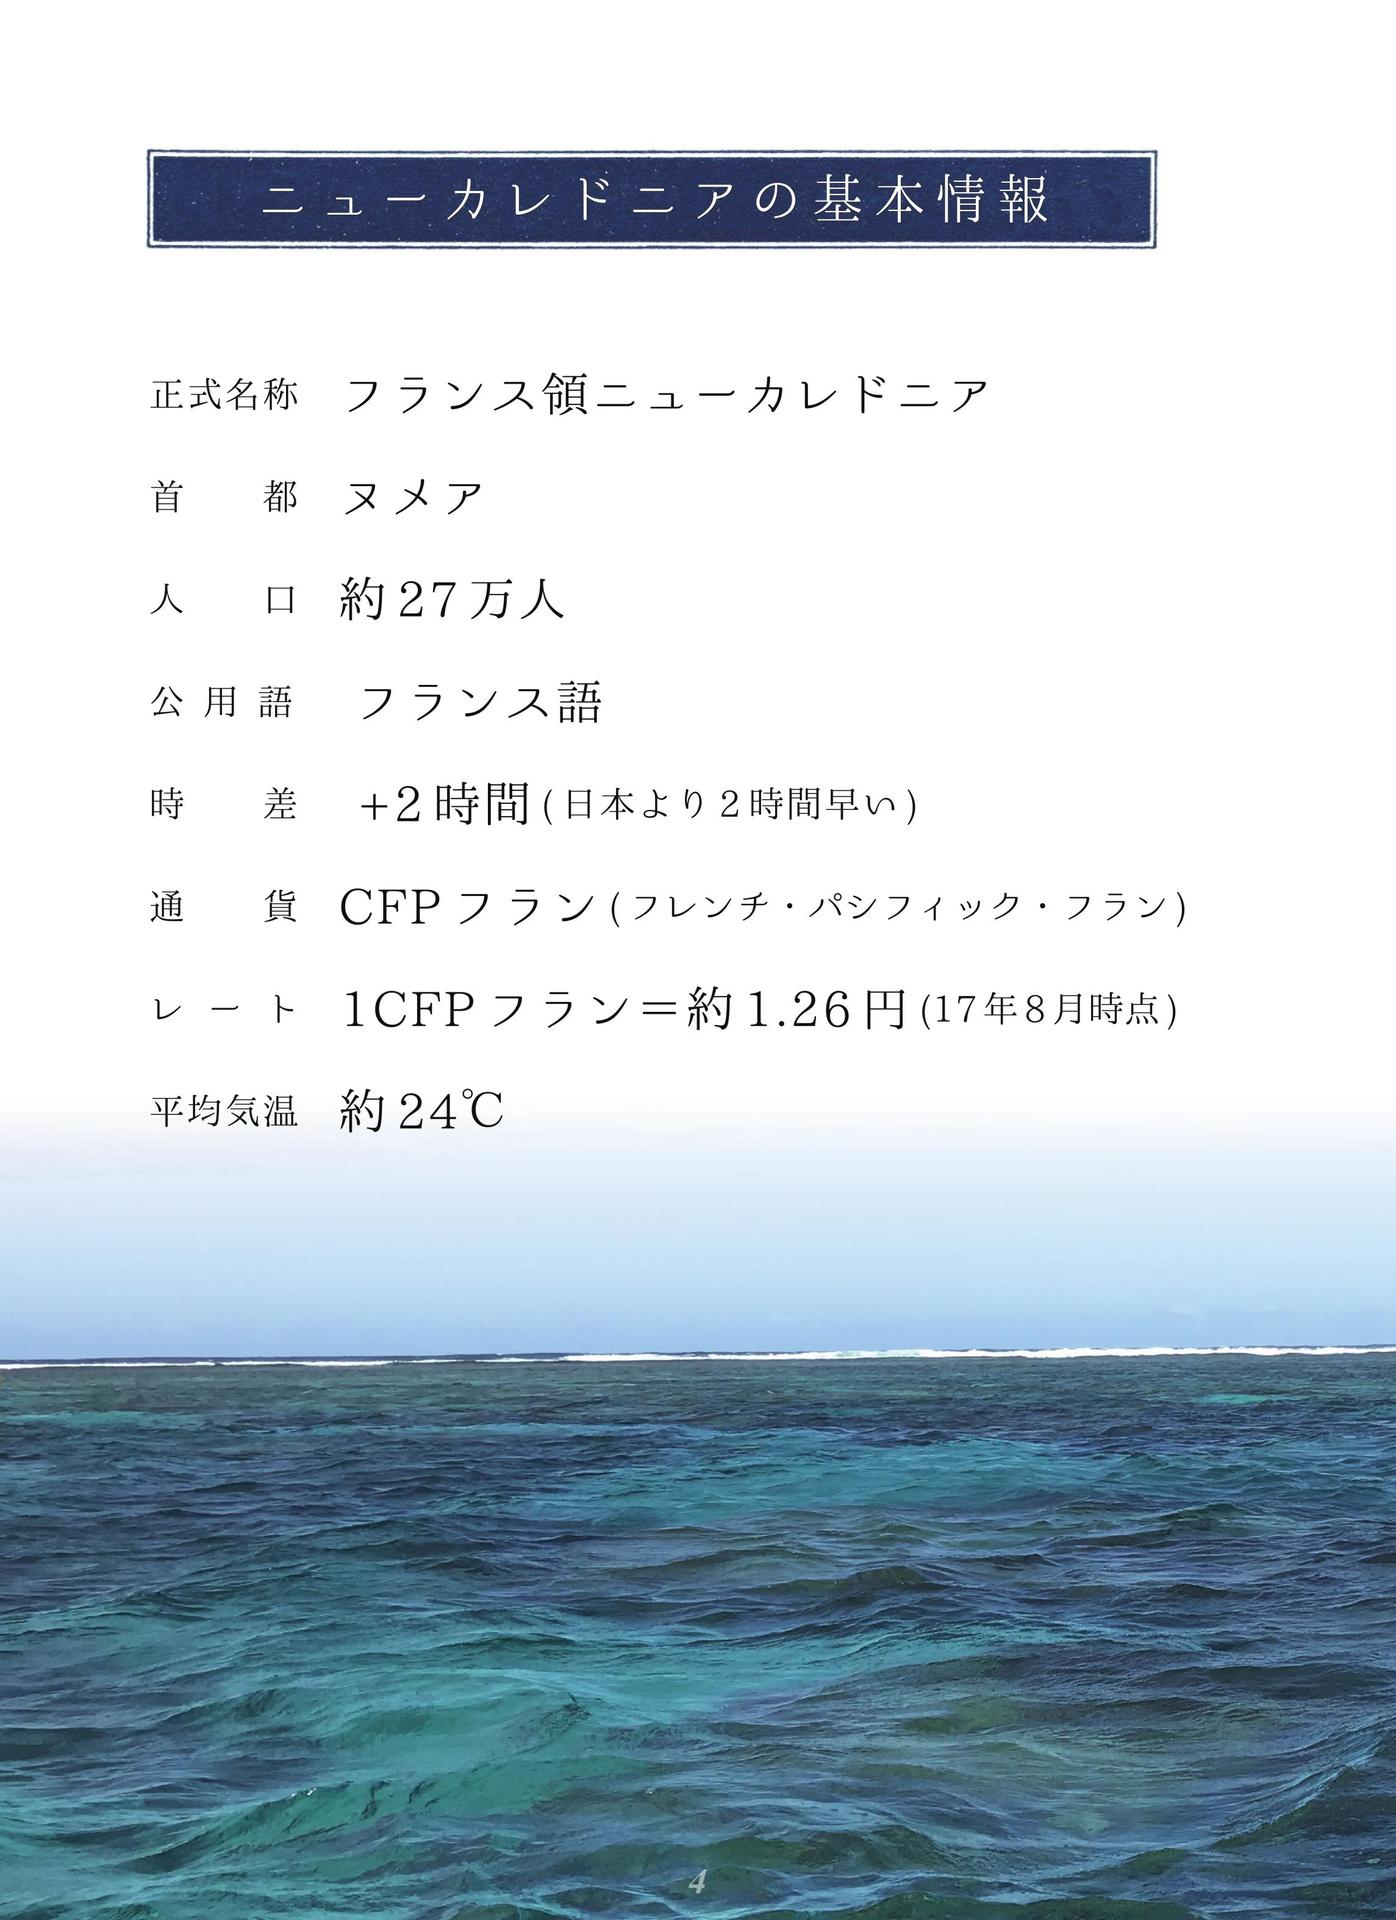 ニューカレドニアの基本情報
正式名称　フランス領ニューカレドニア
首　　都　ヌメア
人　　口　約27万人
公 用 語　フランス語
時　　差　+2時間(日本より2時間早い)
通　　貨　CFPフラン(フレンチ・パシフィック・フラン)
レ ー ト　1CFPフラン＝約1.26円(17年8月時点)
平均気温　約24℃
4